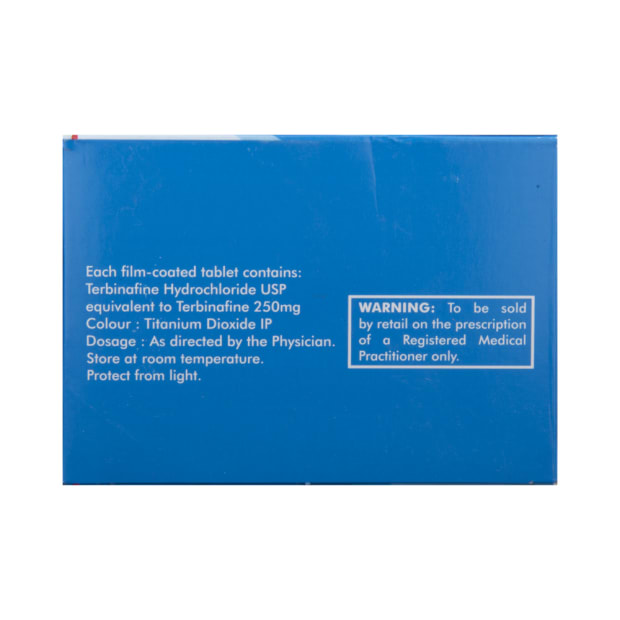 Each film-coated tablet contains:
Terbinafine Hydrochloride USP
equivalent to Terbinafine 250mg
Colour : Titanium Dioxide IP
Dosage : As directed by the Physician.
Store at room temperature.
Protect from light.
WARNING: To be sold
by retail on the prescription
of a Registered Medical
Practitioner only.